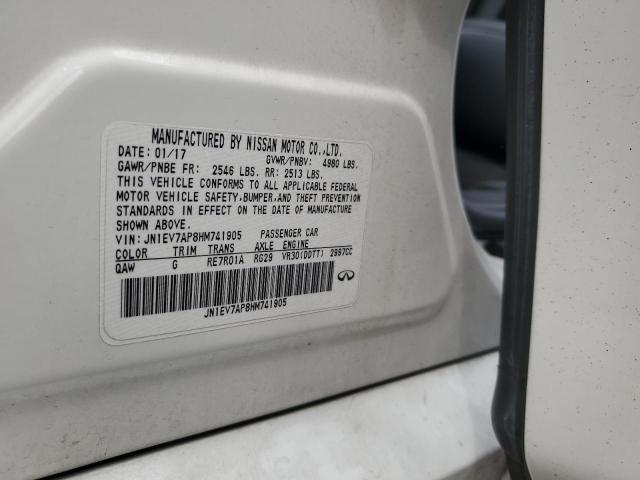 MANUFACTURED BY NISSAN MOTOR CO.,LTD.
DATE: 01/17 GVWR/PNBV: 4980 LBS.
GAWR/PNBE FR: 2546 LBS. RR: 2513 LBS.
THIS VEHICLE CONFORMS TO ALL APPLICABLE FEDERAL
MOTOR VEHICLE SAFETY,BUMPER,AND THEFT PREVENTION
STANDARDS IN EFFECT ON THE DATE OF MANUFACTURE
SHOWN ABOVE.
VIN: JN1EV7AP8HM741905 PASSENGER CAR
COLOR TRIM TRANS AXLE ENGINE
QAW G RE7R01A RG29 VR30(DDTT) 2997CC
JN1EV7AP8HM741905